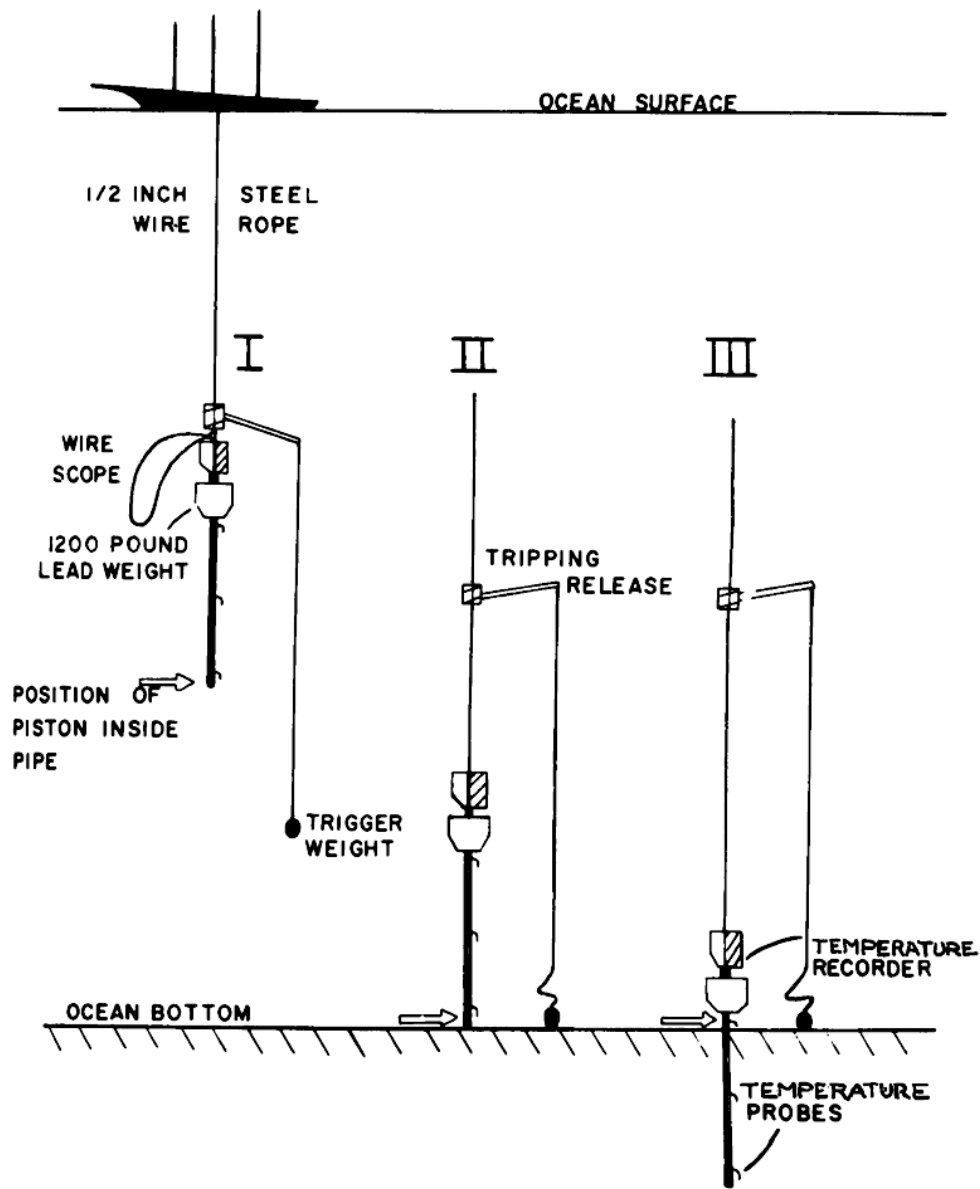 OCEAN SURFACE
1/2 INCH STEEL
WIRE ROPE
I
II
III
WIRE
SCOPE
1200 POUND
LEAD WEIGHT
TRIPPING
RELEASE
POSITION OF
PISTON INSIDE
PIPE
TRIGGER
WEIGHT
TEMPERATURE
RECORDER
OCEAN BOTTOM
TEMPERATURE
PROBES